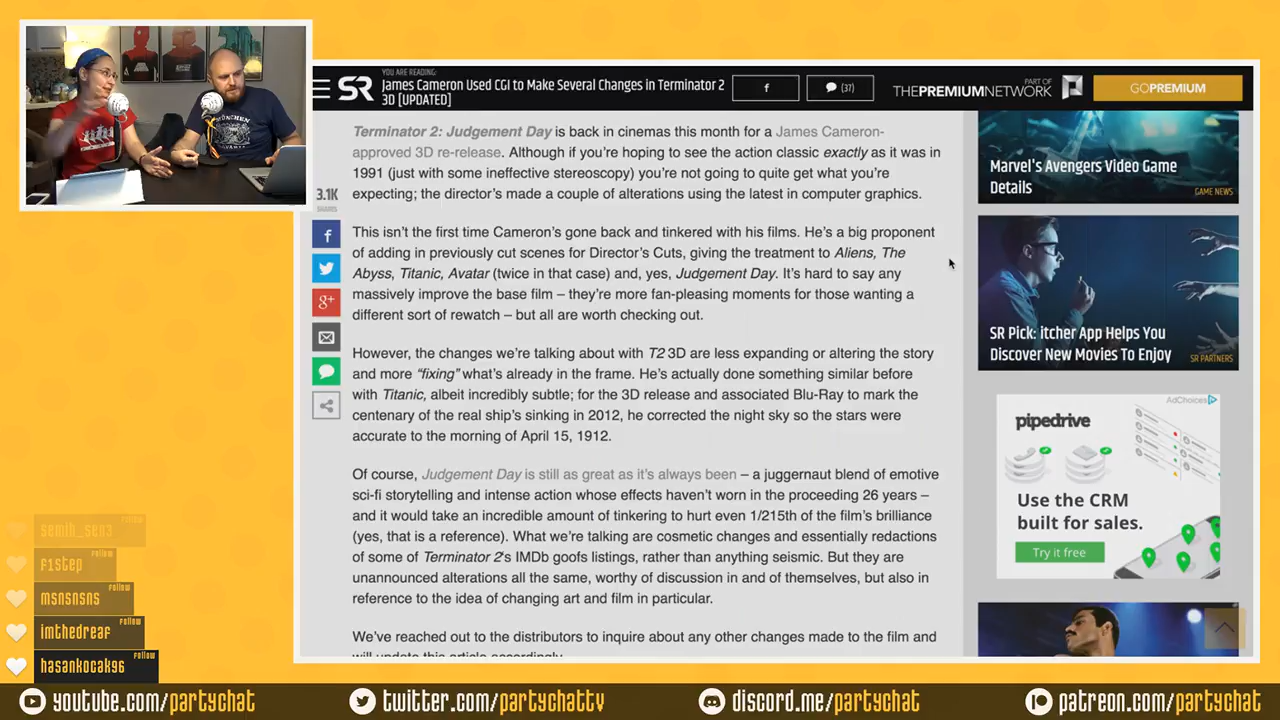 YOU ARE READING:
SR
James Cameron Used CGI to Make Several Changes in Terminator 2
3D [UPDATED]
f
(37)
PART OF
THEPREMIUMNETWORK
GOPREMIUM
Terminator 2: Judgement Day is back in cinemas this month for a James Cameron-
approved 3D re-release. Although if you're hoping to see the action classic exactly as it was in
1991 (just with some ineffective stereoscopy) you're not going to quite get what you're
expecting; the director's made a couple of alterations using the latest in computer graphics.
3.1K
SHARES
This isn't the first time Cameron's gone back and tinkered with his films. He's a big proponent
of adding in previously cut scenes for Director's Cuts, giving the treatment to Aliens, The
Abyss, Titanic, Avatar (twice in that case) and, yes, Judgement Day. It's hard to say any
massively improve the base film – they're more fan-pleasing moments for those wanting a
different sort of rewatch – but all are worth checking out.
However, the changes we're talking about with T2 3D are less expanding or altering the story
and more "fixing" what's already in the frame. He's actually done something similar before
with Titanic, albeit incredibly subtle; for the 3D release and associated Blu-Ray to mark the
centenary of the real ship's sinking in 2012, he corrected the night sky so the stars were
accurate to the morning of April 15, 1912.
Of course, Judgement Day is still as great as it's always been – a juggernaut blend of emotive
sci-fi storytelling and intense action whose effects haven't worn in the proceeding 26 years –
and it would take an incredible amount of tinkering to hurt even 1/215th of the film's brilliance
(yes, that is a reference). What we're talking are cosmetic changes and essentially redactions
of some of Terminator 2's IMDb goofs listings, rather than anything seismic. But they are
unannounced alterations all the same, worthy of discussion in and of themselves, but also in
reference to the idea of changing art and film in particular.
We've reached out to the distributors to inquire about any other changes made to the film and
will update this article accordingly.
f
g+
Marvel's Avengers Video Game
Details
GAME NEWS
SR Pick: itcher App Helps You
Discover New Movies To Enjoy
SR PARTNERS
AdChoices
pipedrive
Use the CRM
built for sales.
Try it free
MÜNCHEN
BAVARIA
semih_sen3
follow
f1step
follow
msnsnsns
follow
imthedreaf
follow
hasankocak96
follow
youtube.com/partychat
twitter.com/partychattv
discord.me/partychat
patreon.com/partychat